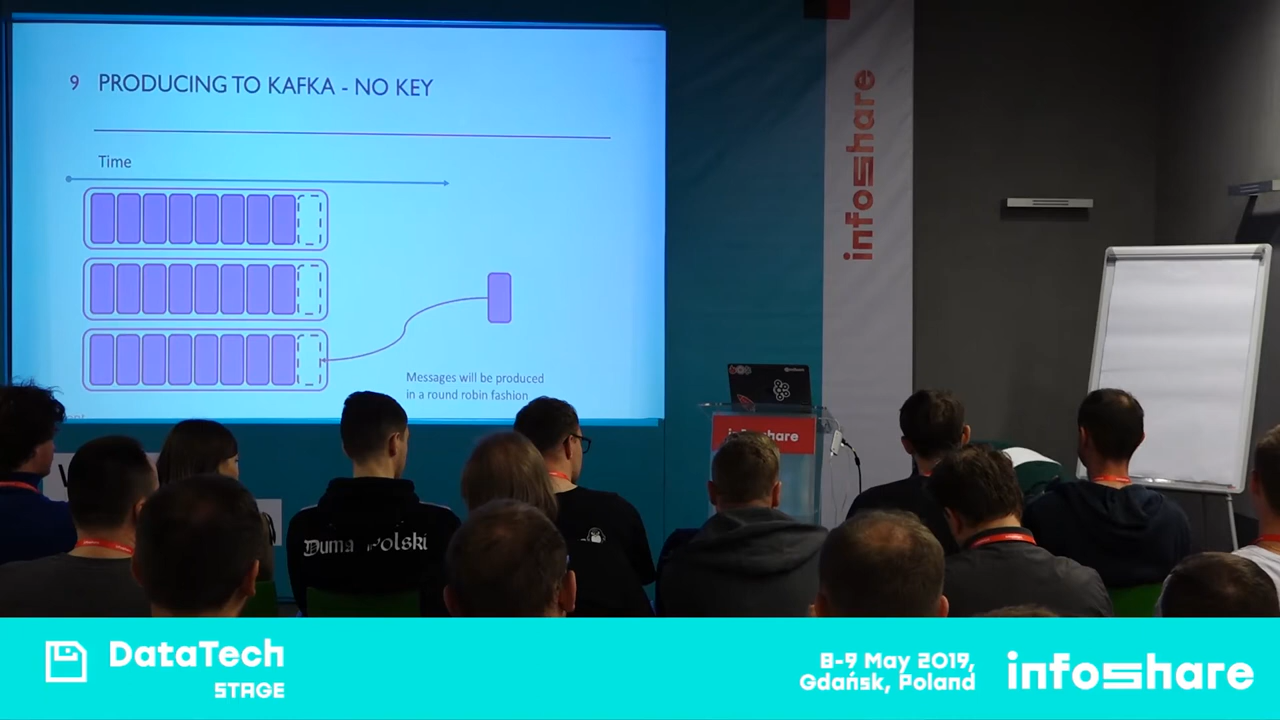 9 PRODUCING TO KAFKA - NO KEY
Time
Messages will be produced
in a round robin fashion
infoshare
infoshare
Duma Polski
DataTech
STAGE
8-9 May 2019,
Gdańsk, Poland
infoshare